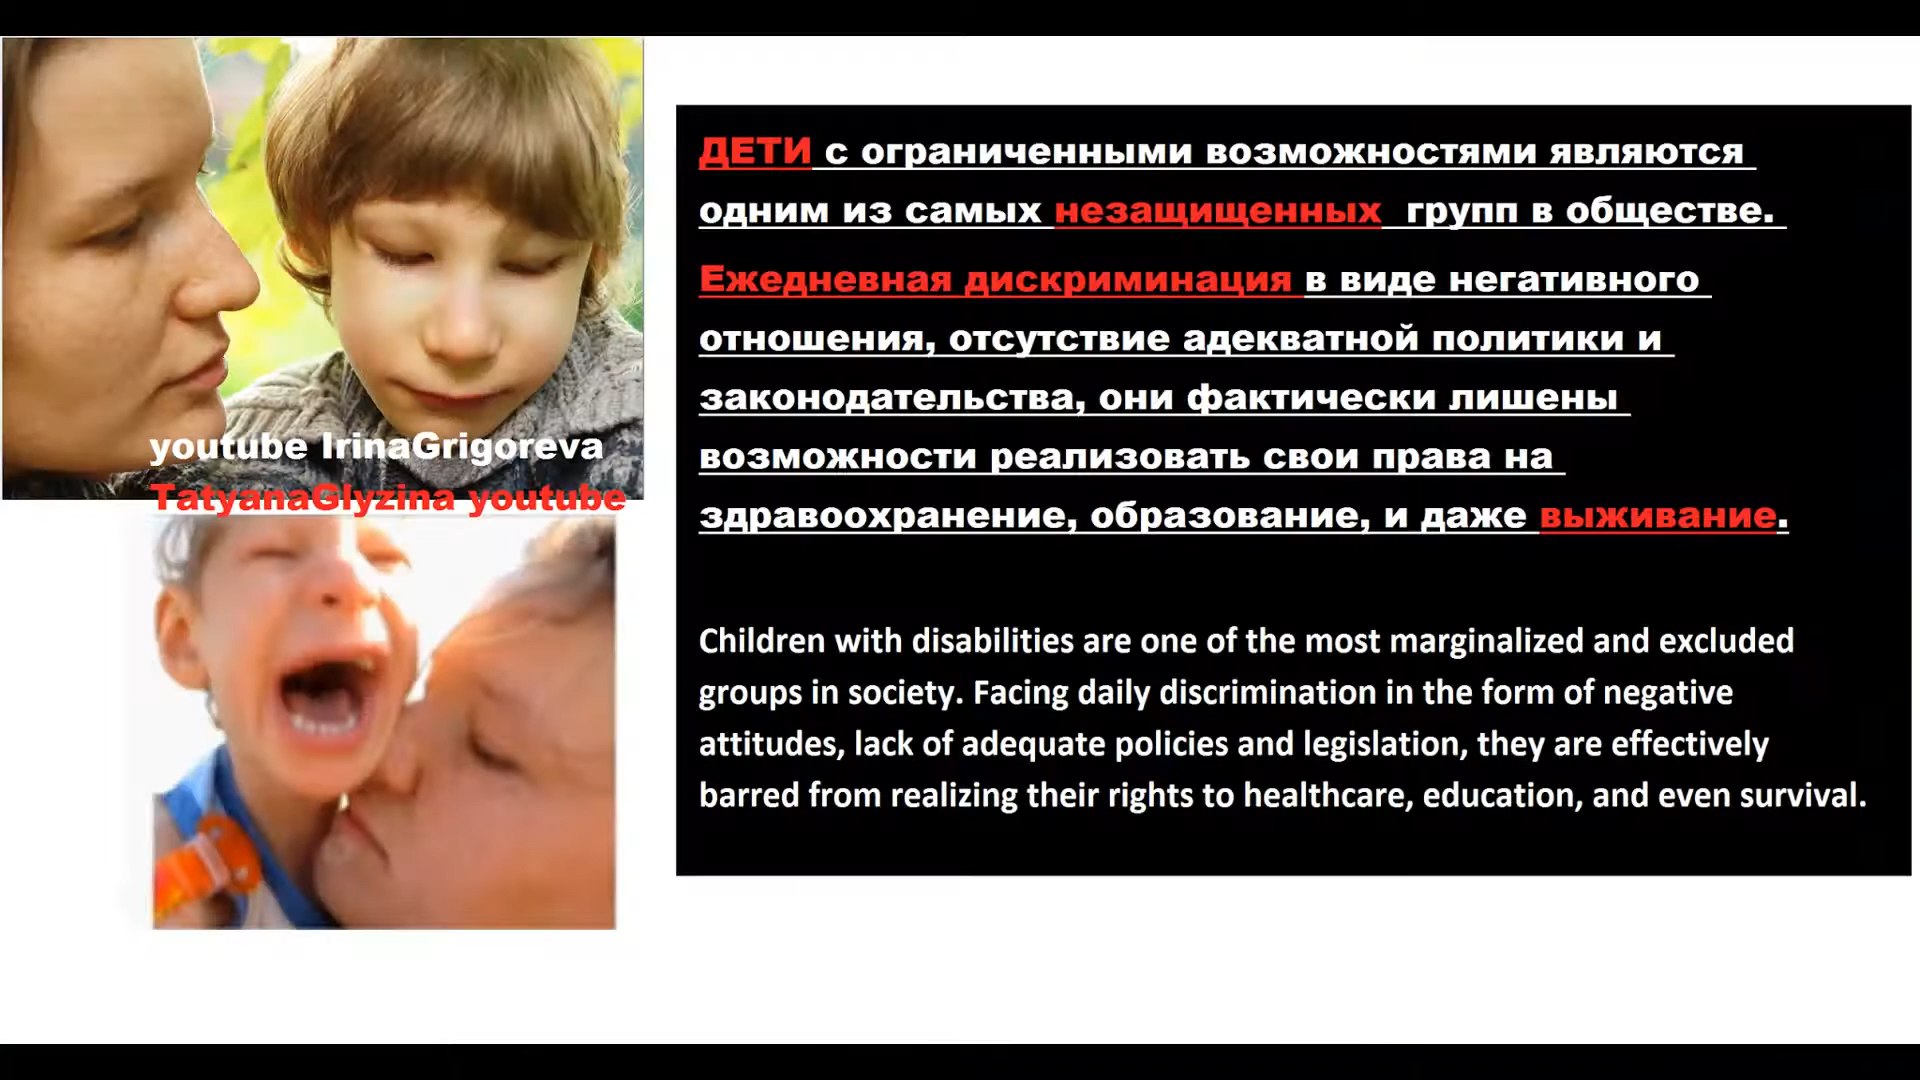 youtube IrinaGrigoreva
TatyanaGlyzina youtube
ДЕТИ с ограниченными возможностями являются
одним из самых незащищенных групп в обществе.
Ежедневная дискриминация в виде негативного
отношения, отсутствие адекватной политики и
законодательства, они фактически лишены
возможности реализовать свои права на
здравоохранение, образование, и даже выживание.
Children with disabilities are one of the most marginalized and excluded
groups in society. Facing daily discrimination in the form of negative
attitudes, lack of adequate policies and legislation, they are effectively
barred from realizing their rights to healthcare, education, and even survival.